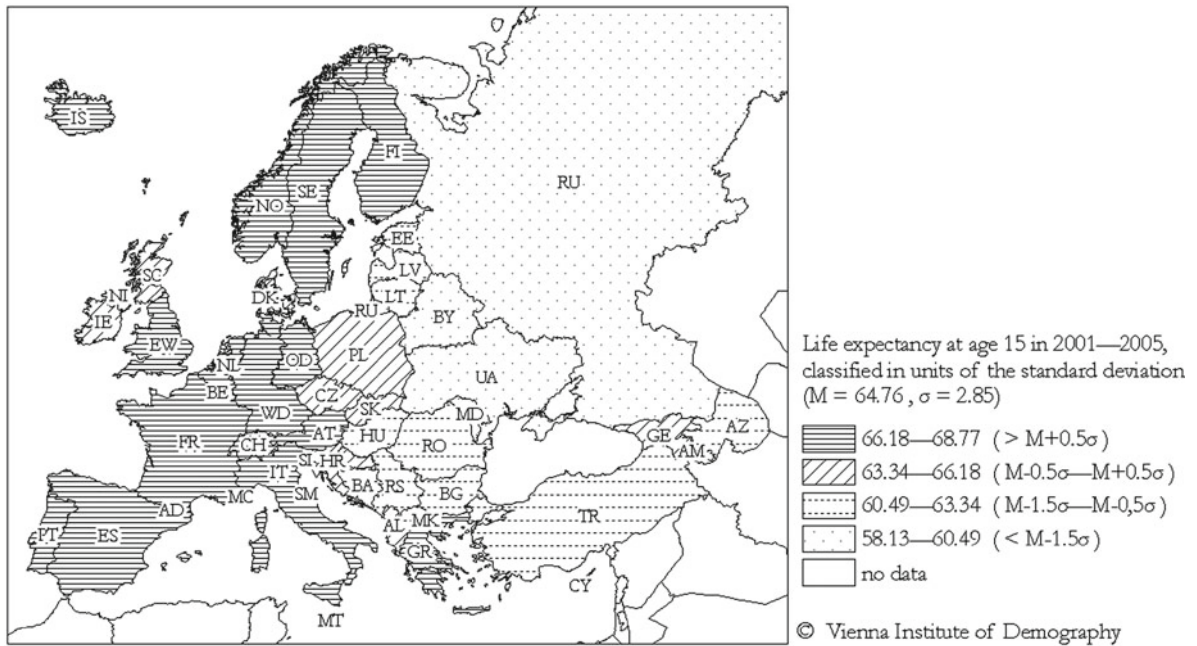 IS
FI
RU
SE
NO
EE
SC
LV
DK
LT
NI
RU
BY
IE
EW
OD
PL
NL
UA
BE
CZ
WD
SK
MD
AT
HU
AZ
FR
CH
RO
GE
SI
HR
AM
IT
BA
RS
MC
SM
BG
AD
AL
MK
TR
PT
ES
GR
CY
MT
Life expectancy at age 15 in 2001—2005,
classified in units of the standard deviation
(M = 64.76 , σ = 2.85)
66.18—68.77 ( > M+0.5σ)
63.34—66.18 ( M-0.5σ—M+0.5σ)
60.49—63.34 ( M-1.5σ—M-0,5σ)
58.13—60.49 ( < M-1.5σ)
no data
© Vienna Institute of Demography